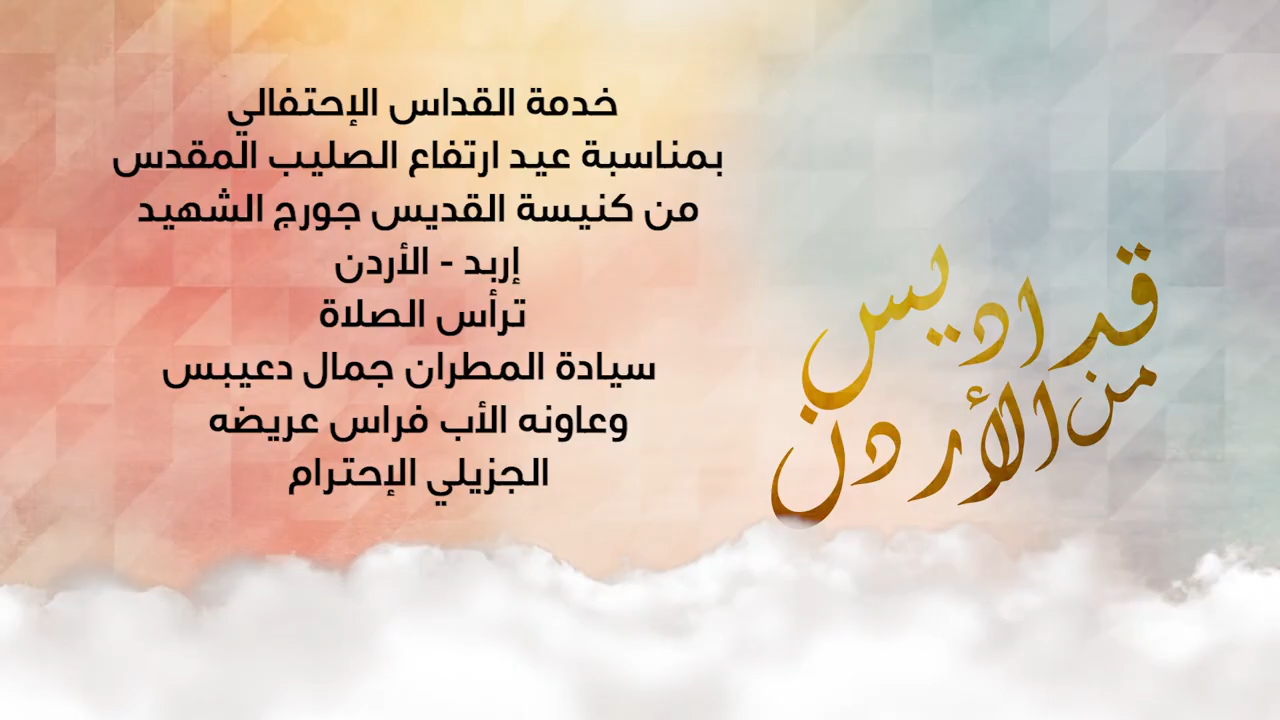 خدمة القداس الإحتفالي
بمناسبة عيد ارتفاع الصليب المقدس
من كنيسة القديس جورج الشهيد
إربد - الأردن
ترأس الصلاة
سيادة المطران جمال دعيبس
وعاونه الأب فراس عريضه
الجزيلي الإحترام
قداديس
من الأردن